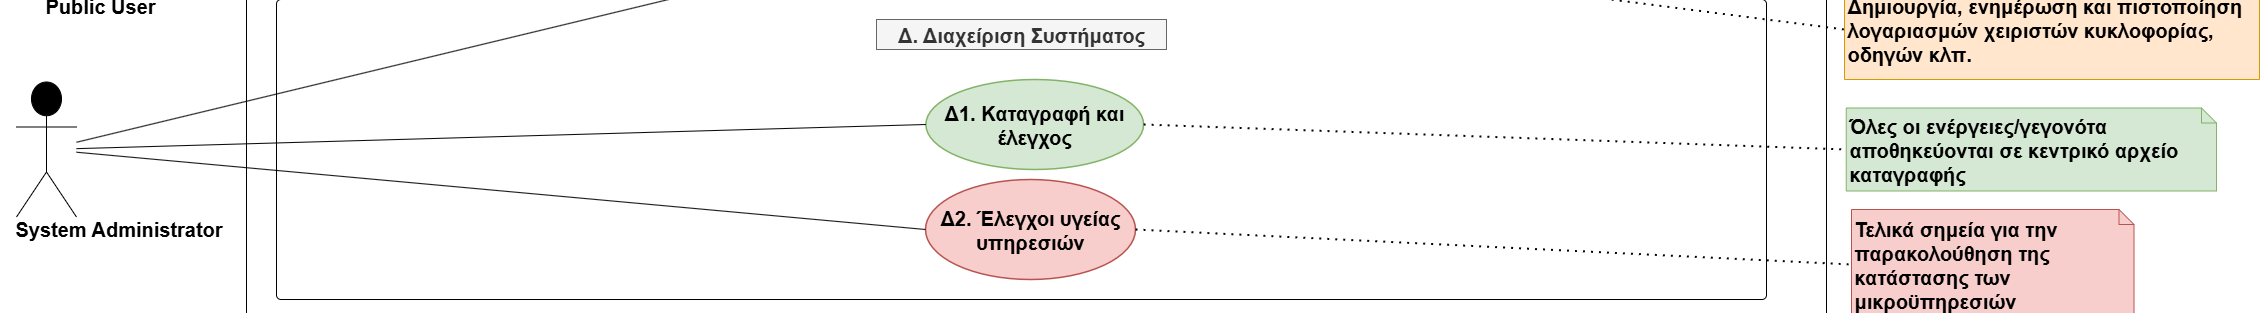 Public User
Δ. Διαχείριση Συστήματος
Δημιουργία, ενημέρωση και πιστοποίηση
λογαριασμών χειριστών κυκλοφορίας,
οδηγών κλπ.
Δ1. Καταγραφή και
έλεγχος
Όλες οι ενέργειες/γεγονότα
αποθηκεύονται σε κεντρικό αρχείο
καταγραφής
System Administrator
Δ2. Έλεγχοι υγείας
υπηρεσιών
Τελικά σημεία για την
παρακολούθηση της
κατάστασης των
μικροϋπηρεσιών